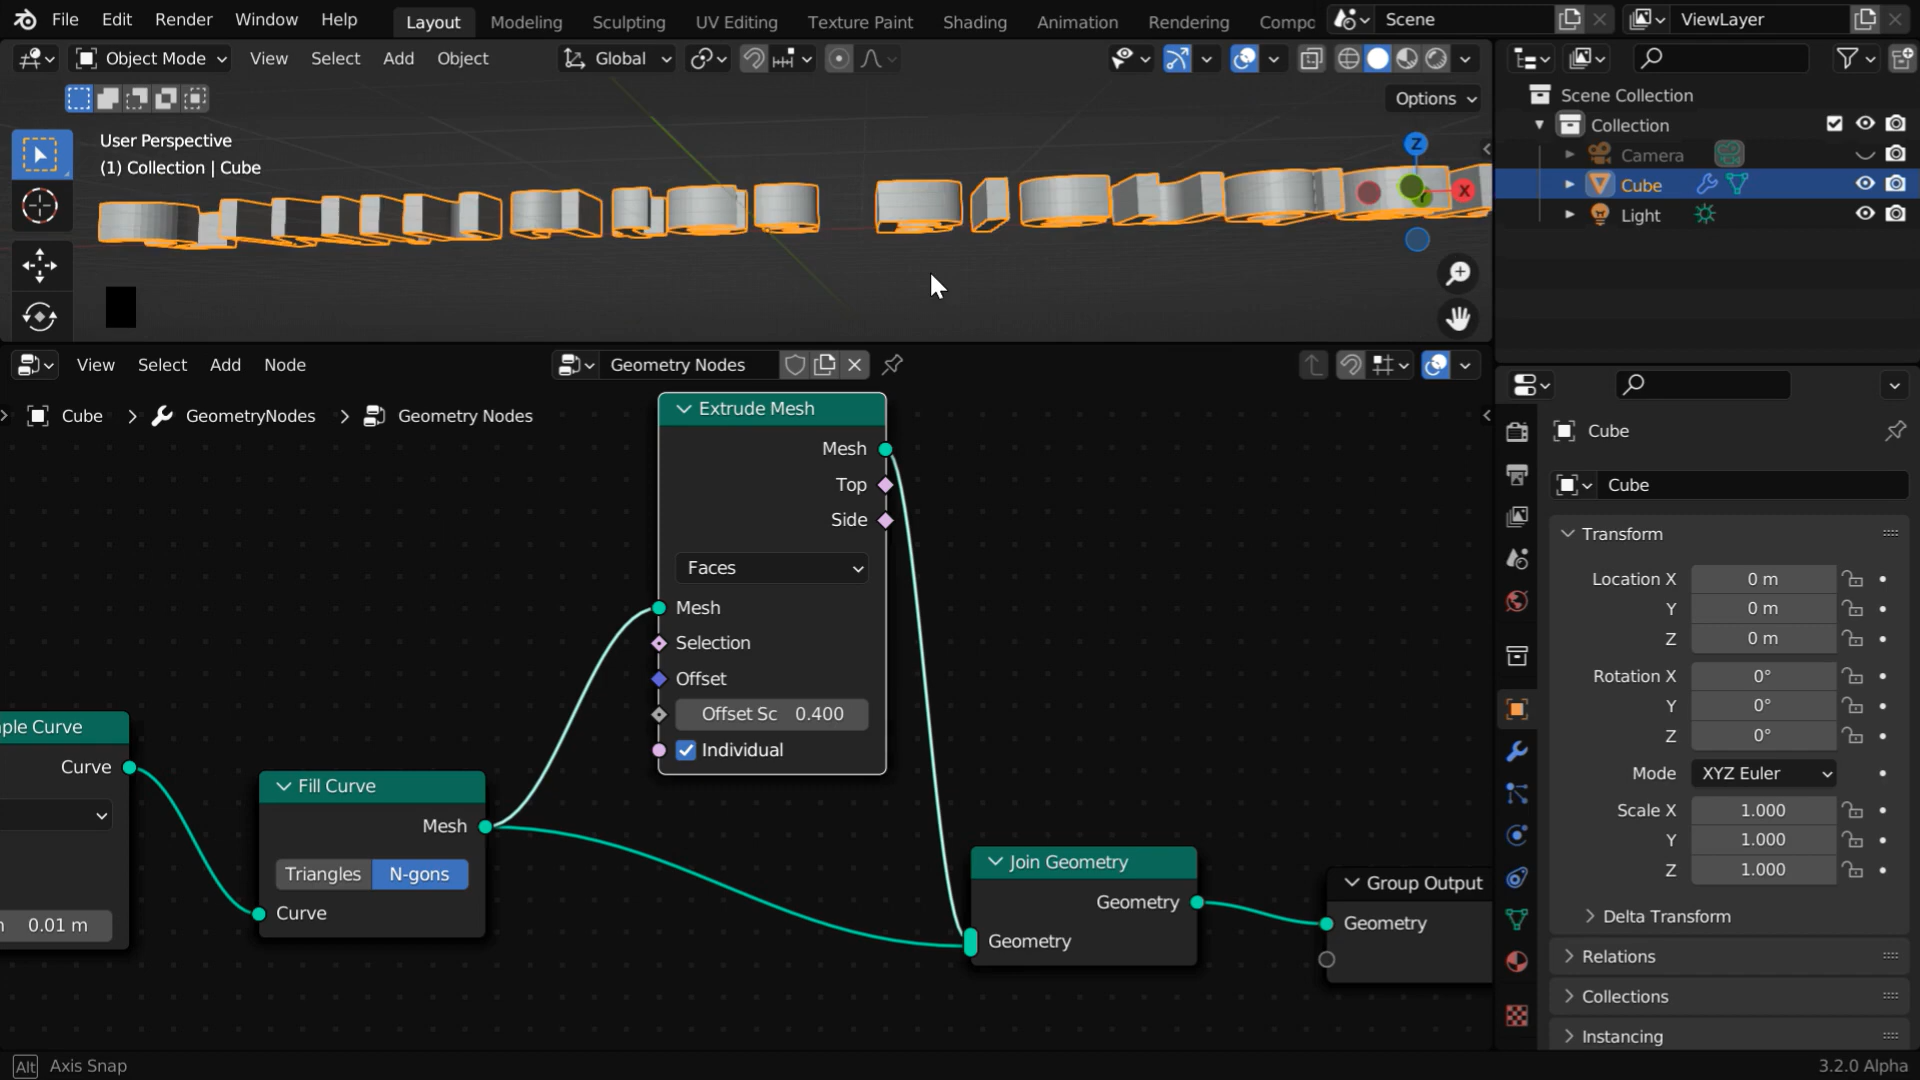 File Edit Render Window Help Layout Modeling Sculpting UV Editing Texture Paint Shading Animation Rendering Compo Scene ViewLayer
Object Mode View Select Add Object Global
Options
User Perspective
(1) Collection | Cube
Z
X
Y
Scene Collection
Collection
Camera
Cube
Light
View Select Add Node Geometry Nodes
Cube > GeometryNodes > Geometry Nodes
Extrude Mesh
Mesh
Top
Side
Faces
Mesh
Selection
Offset
Offset Sc 0.400
Individual
ple Curve
Curve
0.01 m
Fill Curve
Mesh
Triangles N-gons
Curve
Join Geometry
Geometry
Geometry
Group Output
Geometry
Cube
Cube
Transform
Location X 0 m
Y 0 m
Z 0 m
Rotation X 0°
Y 0°
Z 0°
Mode XYZ Euler
Scale X 1.000
Y 1.000
Z 1.000
Delta Transform
Relations
Collections
Instancing
Alt Axis Snap
3.2.0 Alpha